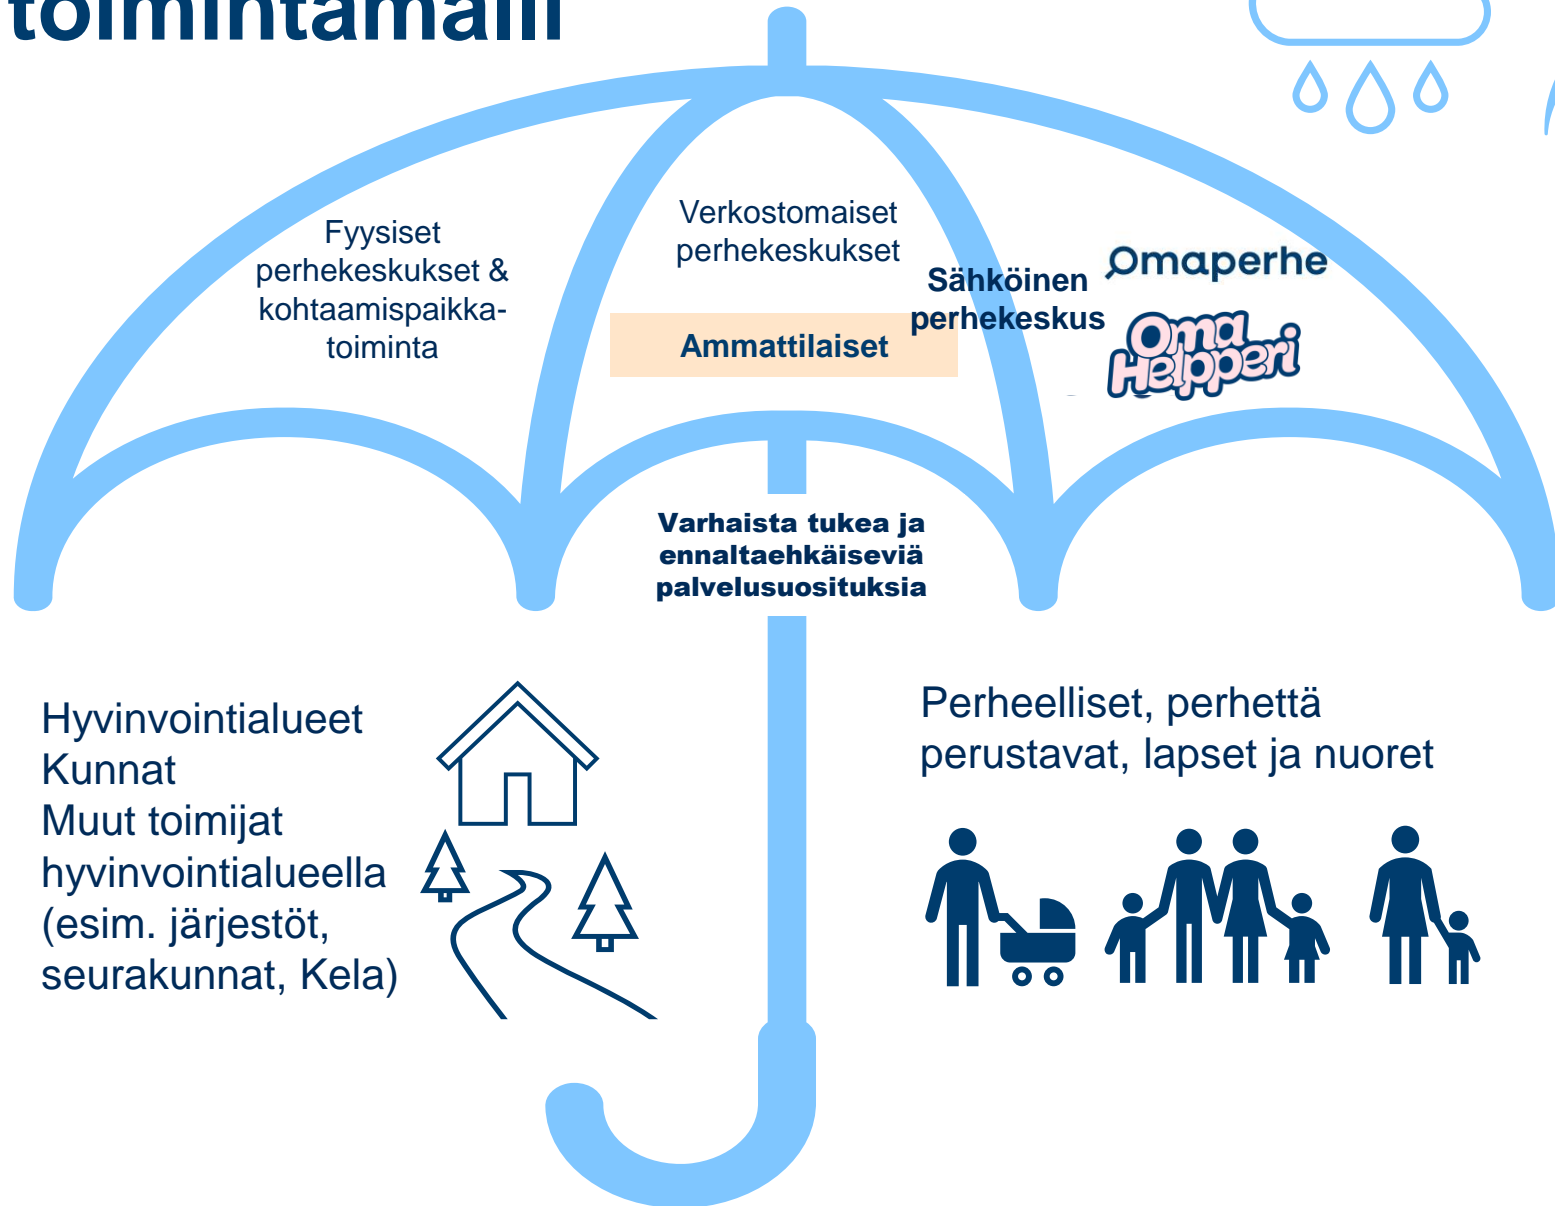 toimintamalli
Fyysiset
perhekeskukset &
kohtaamispaikka-
toiminta
Verkostomaiset
perhekeskukset
Ammattilaiset
Sähköinen
perhekeskus
Omaperhe
Oma
Helpperi
Varhaista tukea ja
ennaltaehkäiseviä
palvelusuosituksia
Hyvinvointialueet
Kunnat
Muut toimijat
hyvinvointialueella
(esim. järjestöt,
seurakunnat, Kela)
Perheelliset, perhettä
perustavat, lapset ja nuoret